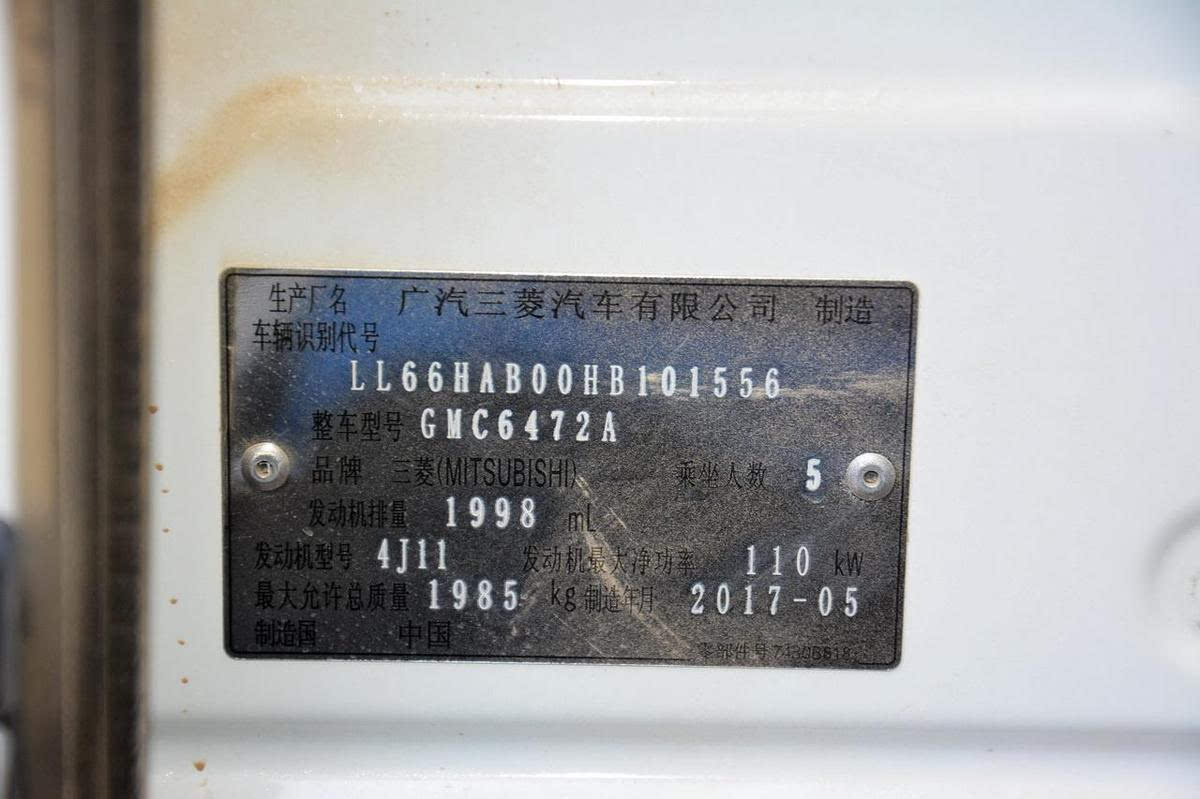 生产厂名 广汽三菱汽车有限公司 制造
车辆识别代号
LL66HAB00HB101556
整车型号 GMC6472A
品牌 三菱(MITSUBISHI) 乘坐人数 5
发动机排量 1998 mL
发动机型号 4J11 发动机最大净功率 110 kW
最大允许总质量 1985 kg 制造年月 2017-05
制造国 中国
零部件号